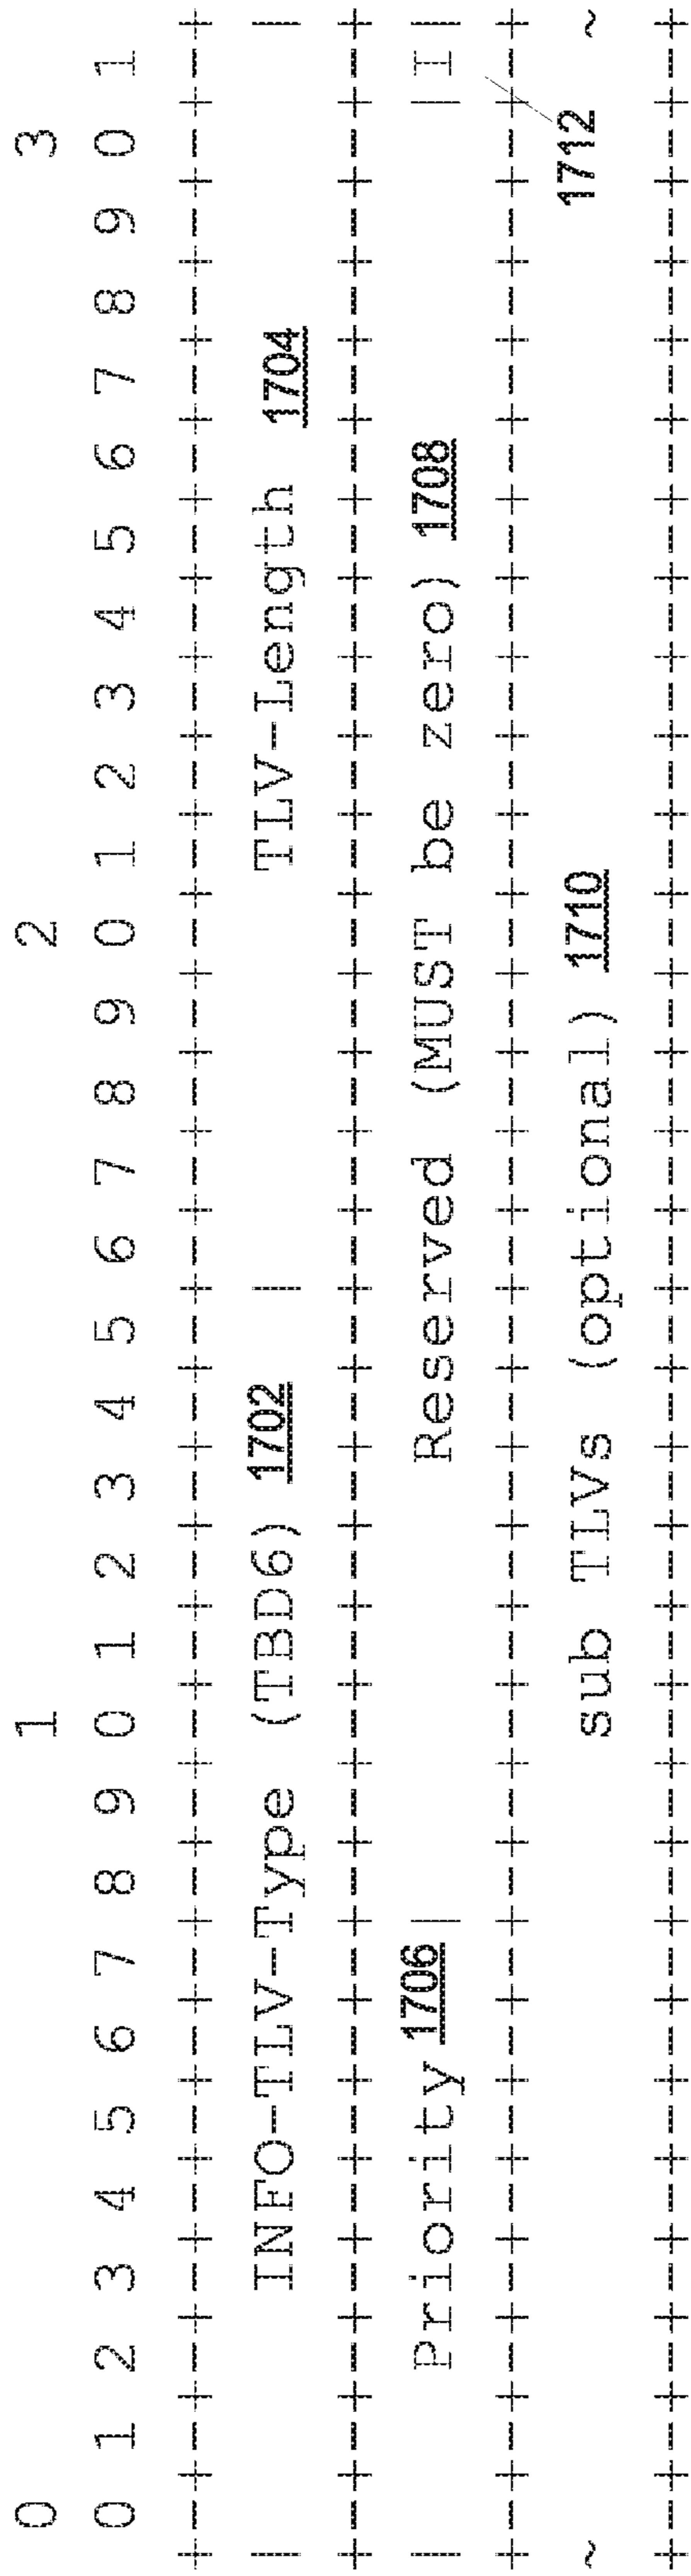 0                   1                   2                   3
0 1 2 3 4 5 6 7 8 9 0 1 2 3 4 5 6 7 8 9 0 1 2 3 4 5 6 7 8 9 0 1
+-+-+-+-+-+-+-+-+-+-+-+-+-+-+-+-+-+-+-+-+-+-+-+-+-+-+-+-+-+-+-+-+
| INFO-TLV-Type (TBD6) 1702 | TLV-Length 1704 |
+-+-+-+-+-+-+-+-+-+-+-+-+-+-+-+-+-+-+-+-+-+-+-+-+-+-+-+-+-+-+-+-+
| Priority 1706 | Reserved (MUST be zero) 1708 |I|
+-+-+-+-+-+-+-+-+-+-+-+-+-+-+-+-+-+-+-+-+-+-+-+-+-+-+-+-+-+-+-+-+
~ sub TLVs (optional) 1710 1712 ~
+-+-+-+-+-+-+-+-+-+-+-+-+-+-+-+-+-+-+-+-+-+-+-+-+-+-+-+-+-+-+-+-+